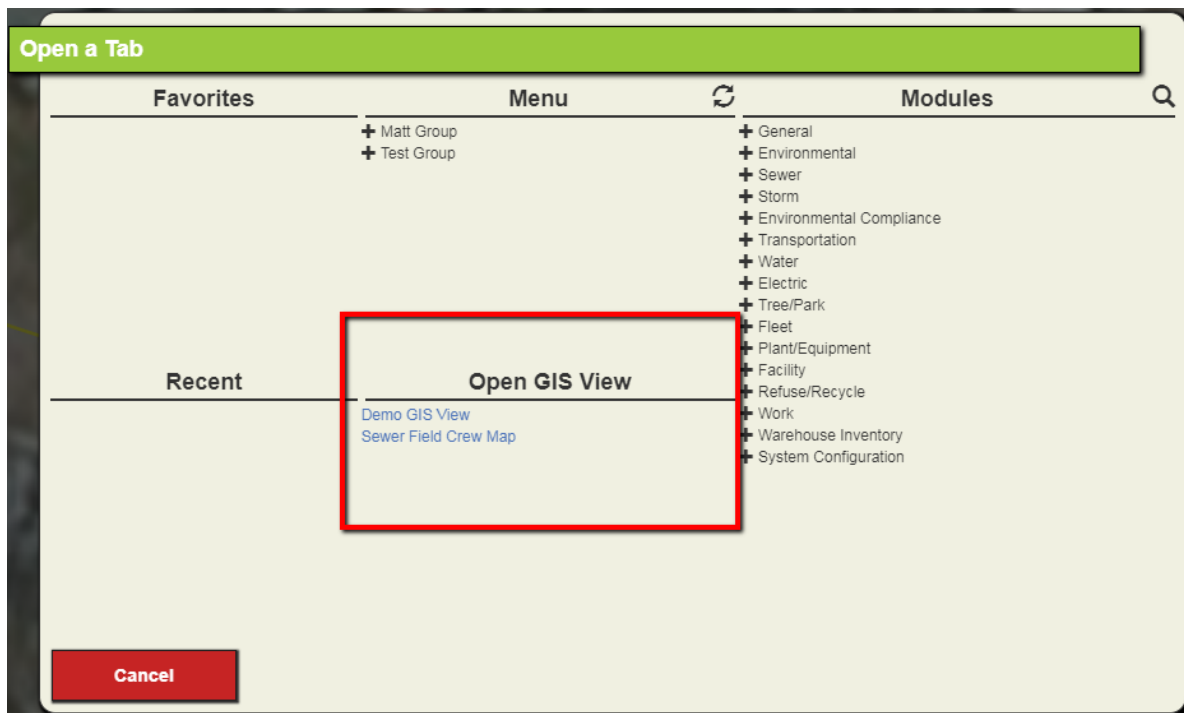 Open a Tab
Favorites
Menu
Matt Group
Test Group
Modules
General
Environmental
Sewer
Storm
Environmental Compliance
Transportation
Water
Electric
Tree/Park
Fleet
Plant/Equipment
Facility
Refuse/Recycle
Work
Warehouse Inventory
System Configuration
Recent
Open GIS View
Demo GIS View
Sewer Field Crew Map
Cancel